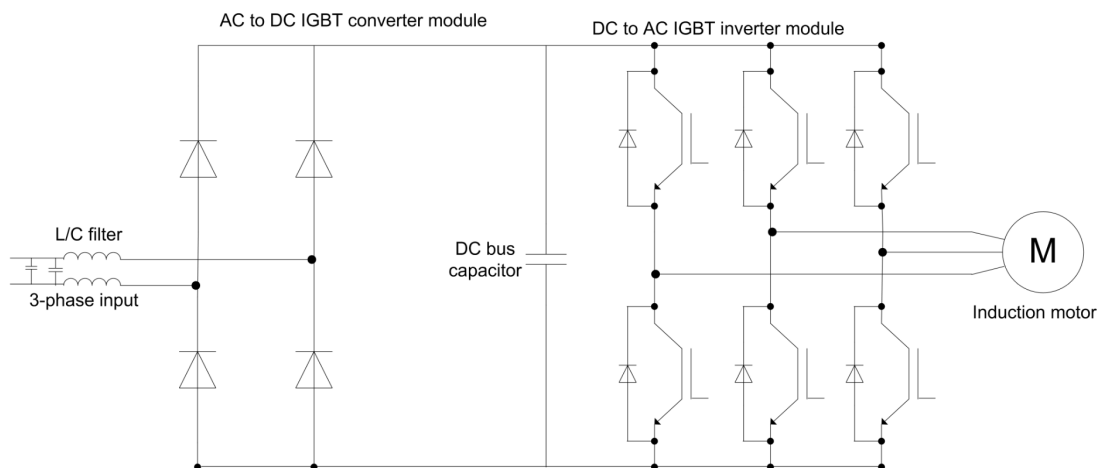 AC to DC IGBT converter module
DC to AC IGBT inverter module
L/C filter
3-phase input
DC bus
capacitor
M
Induction motor